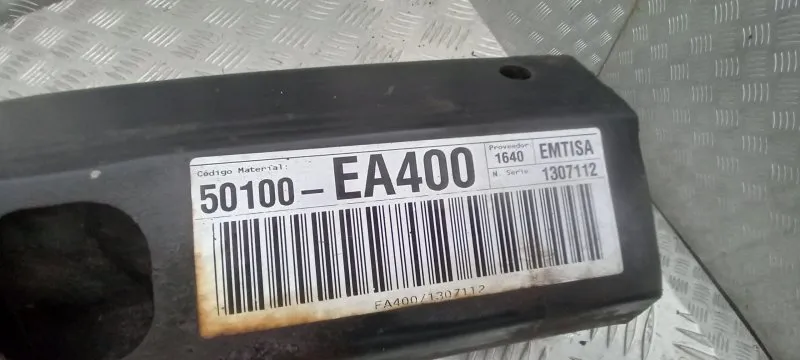 Código Material:
50100-EA400
Proveedor
1640
EMTISA
N. Serie
1307112
EA400/1307112